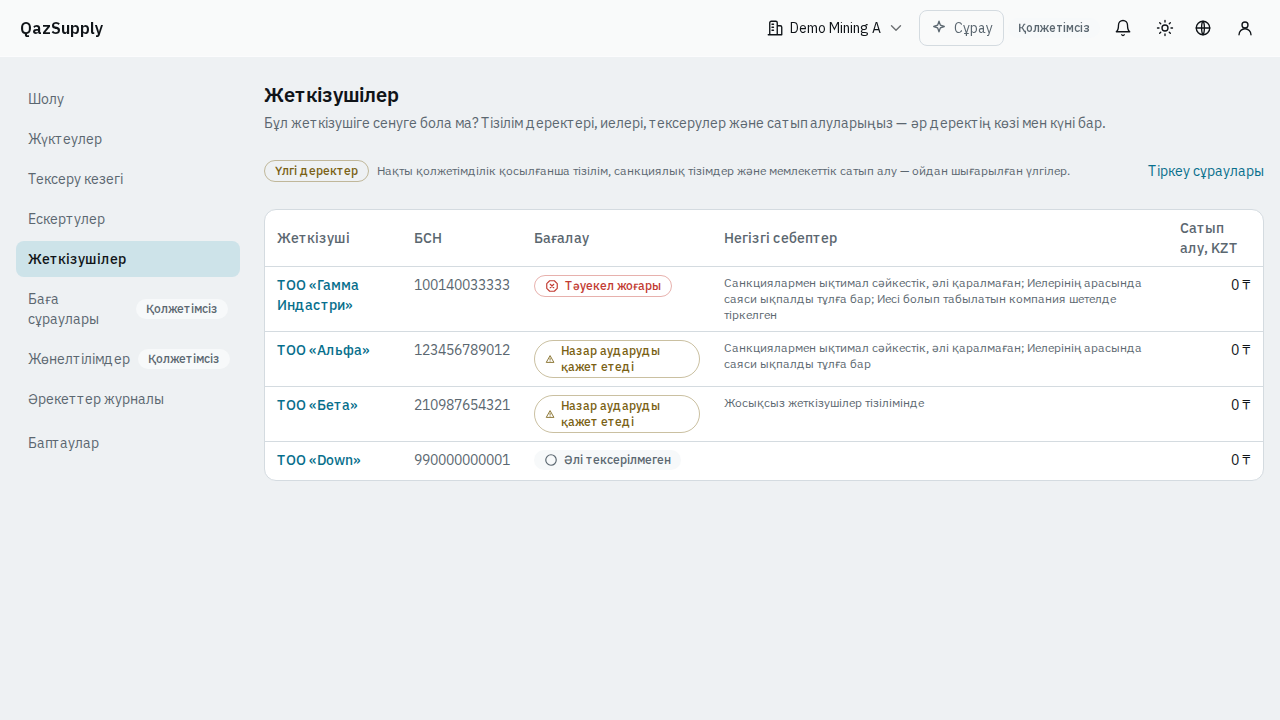 QazSupply
Demo Mining A
Сұрау
Қолжетімсіз
Шолу
Жүктеулер
Тексеру кезегі
Ескертулер
Жеткізушілер
Баға
сұраулары
Қолжетімсіз
Жөнелтілімдер
Қолжетімсіз
Әрекеттер журналы
Баптаулар
Жеткізушілер
Бұл жеткізушіге сенуге бола ма? Тізілім деректері, иелері, тексерулер және сатып алуларыңыз — әр деректің көзі мен күні бар.
Үлгі деректер
Нақты қолжетімділік қосылғанша тізілім, санкциялық тізімдер және мемлекеттік сатып алу — ойдан шығарылған үлгілер.
Тіркеу сұраулары
Жеткізуші
БСН
Бағалау
Негізгі себептер
Сатып
алу, KZT
ТОО «Гамма
Индастри»
100140033333
Тәуекел жоғары
Санкциялармен ықтимал сәйкестік, әлі қаралмаған; Иелерінің арасында
саяси ықпалды тұлға бар; Иесі болып табылатын компания шетелде
тіркелген
0 ₸
ТОО «Альфа»
123456789012
Назар аударуды
қажет етеді
Санкциялармен ықтимал сәйкестік, әлі қаралмаған; Иелерінің арасында
саяси ықпалды тұлға бар
0 ₸
ТОО «Бета»
210987654321
Назар аударуды
қажет етеді
Жосықсыз жеткізушілер тізілімінде
0 ₸
ТОО «Down»
990000000001
Әлі тексерілмеген
0 ₸